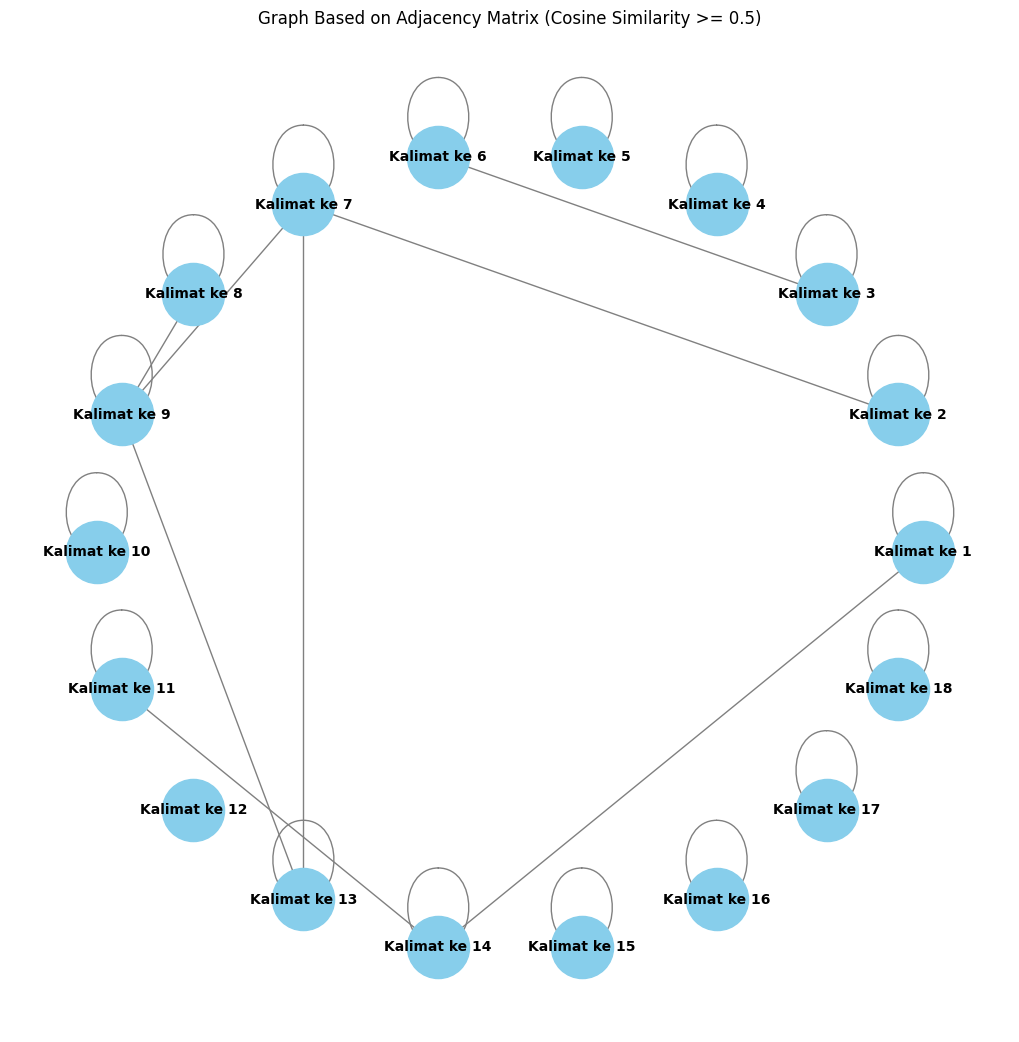 Graph Based on Adjacency Matrix (Cosine Similarity >= 0.5)
Kalimat ke 6
Kalimat ke 5
Kalimat ke 7
Kalimat ke 4
Kalimat ke 8
Kalimat ke 3
Kalimat ke 9
Kalimat ke 2
Kalimat ke 10
Kalimat ke 1
Kalimat ke 11
Kalimat ke 18
Kalimat ke 12
Kalimat ke 17
Kalimat ke 13
Kalimat ke 16
Kalimat ke 14
Kalimat ke 15